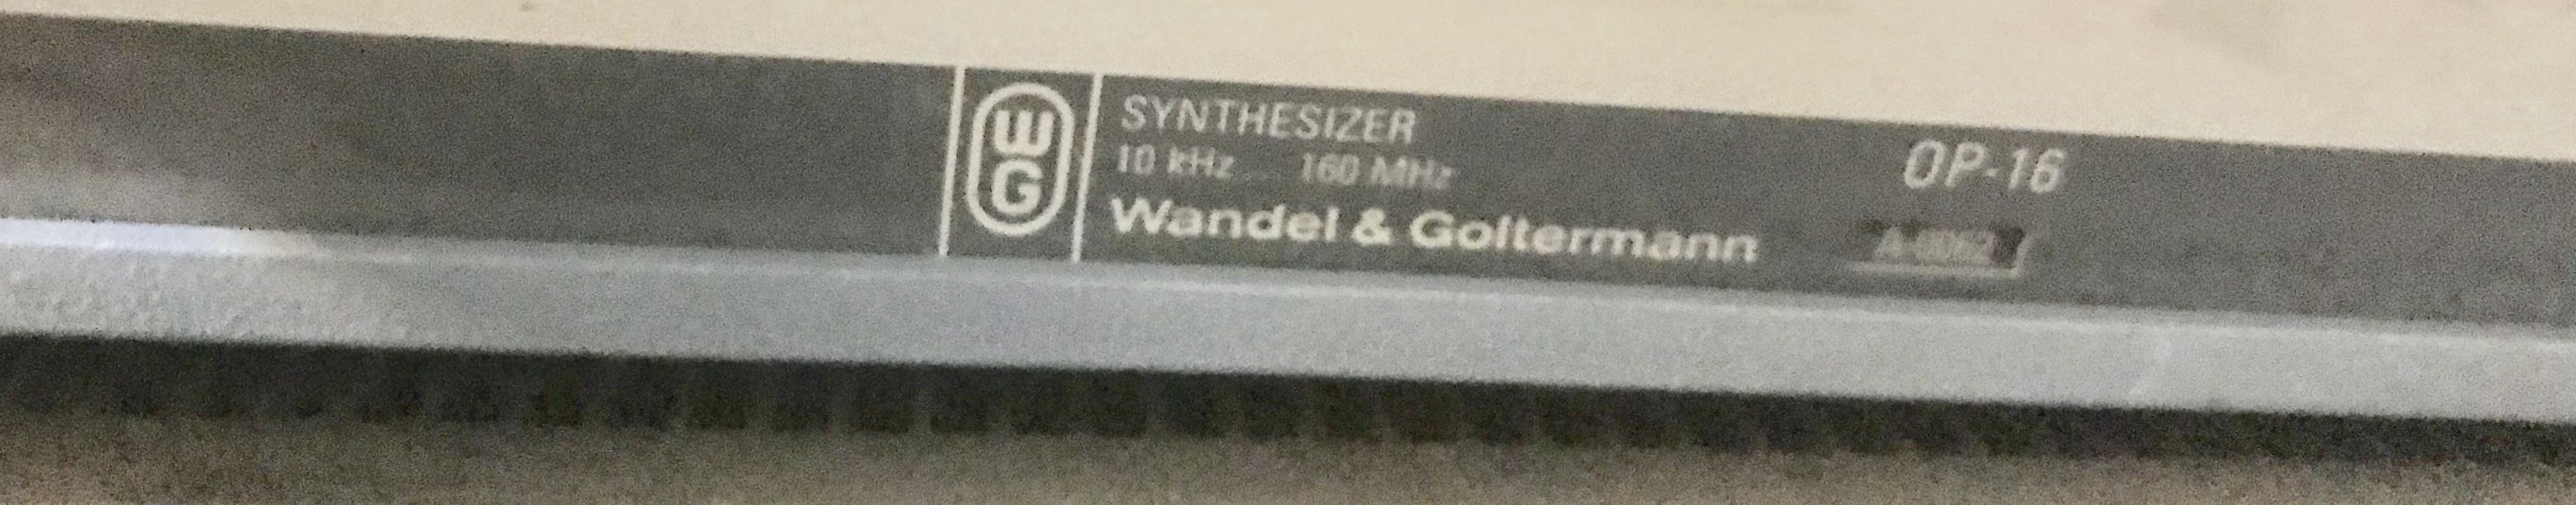 WG
SYNTHESIZER
10 kHz ... 160 MHz
OP-16
Wandel & Goltermann